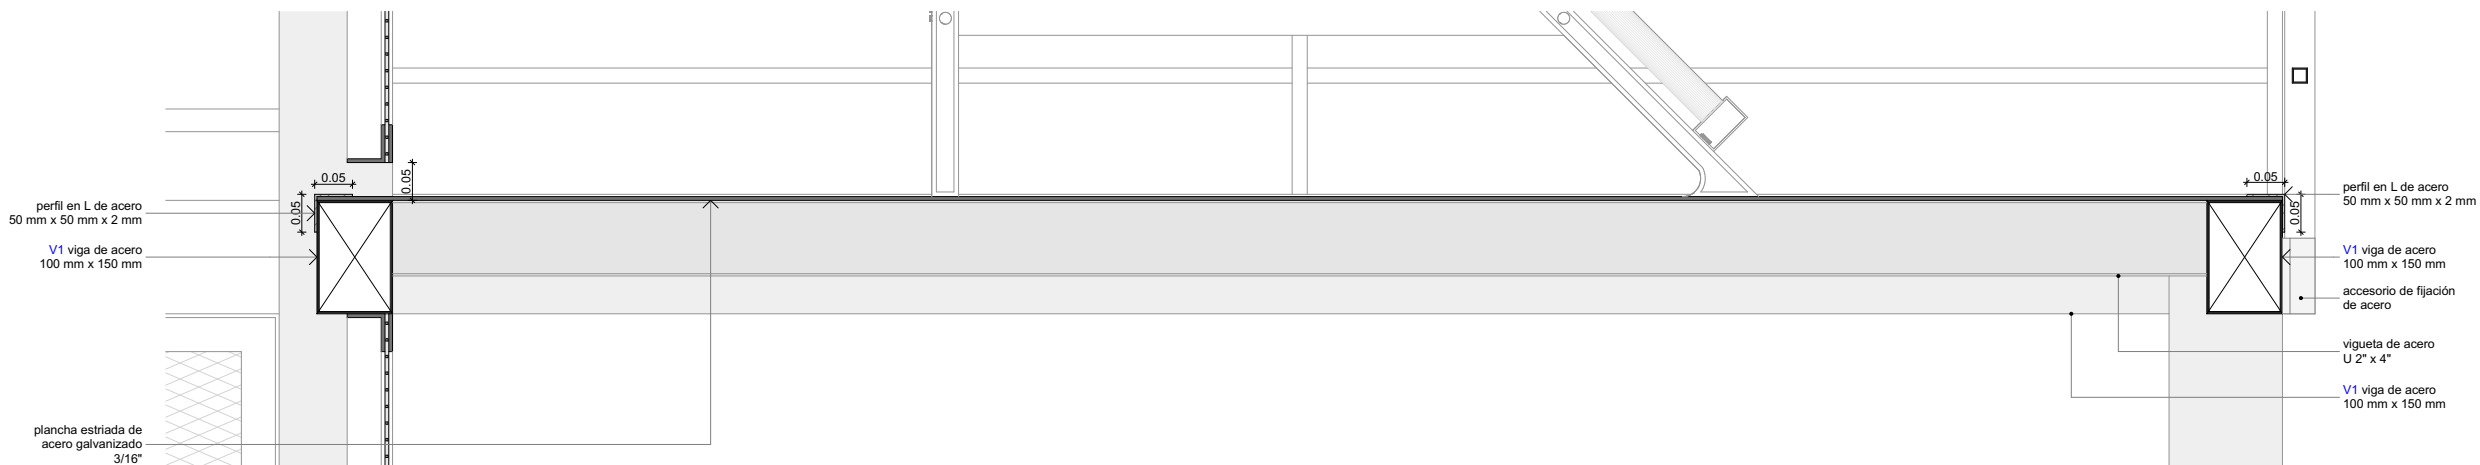 0.05
0.05
0.05
perfil en L de acero
50 mm x 50 mm x 2 mm
V1 viga de acero
100 mm x 150 mm
plancha estriada de
acero galvanizado
3/16"
0.05
0.05
perfil en L de acero
50 mm x 50 mm x 2 mm
V1 viga de acero
100 mm x 150 mm
accesorio de fijación
de acero
vigueta de acero
U 2" x 4"
V1 viga de acero
100 mm x 150 mm